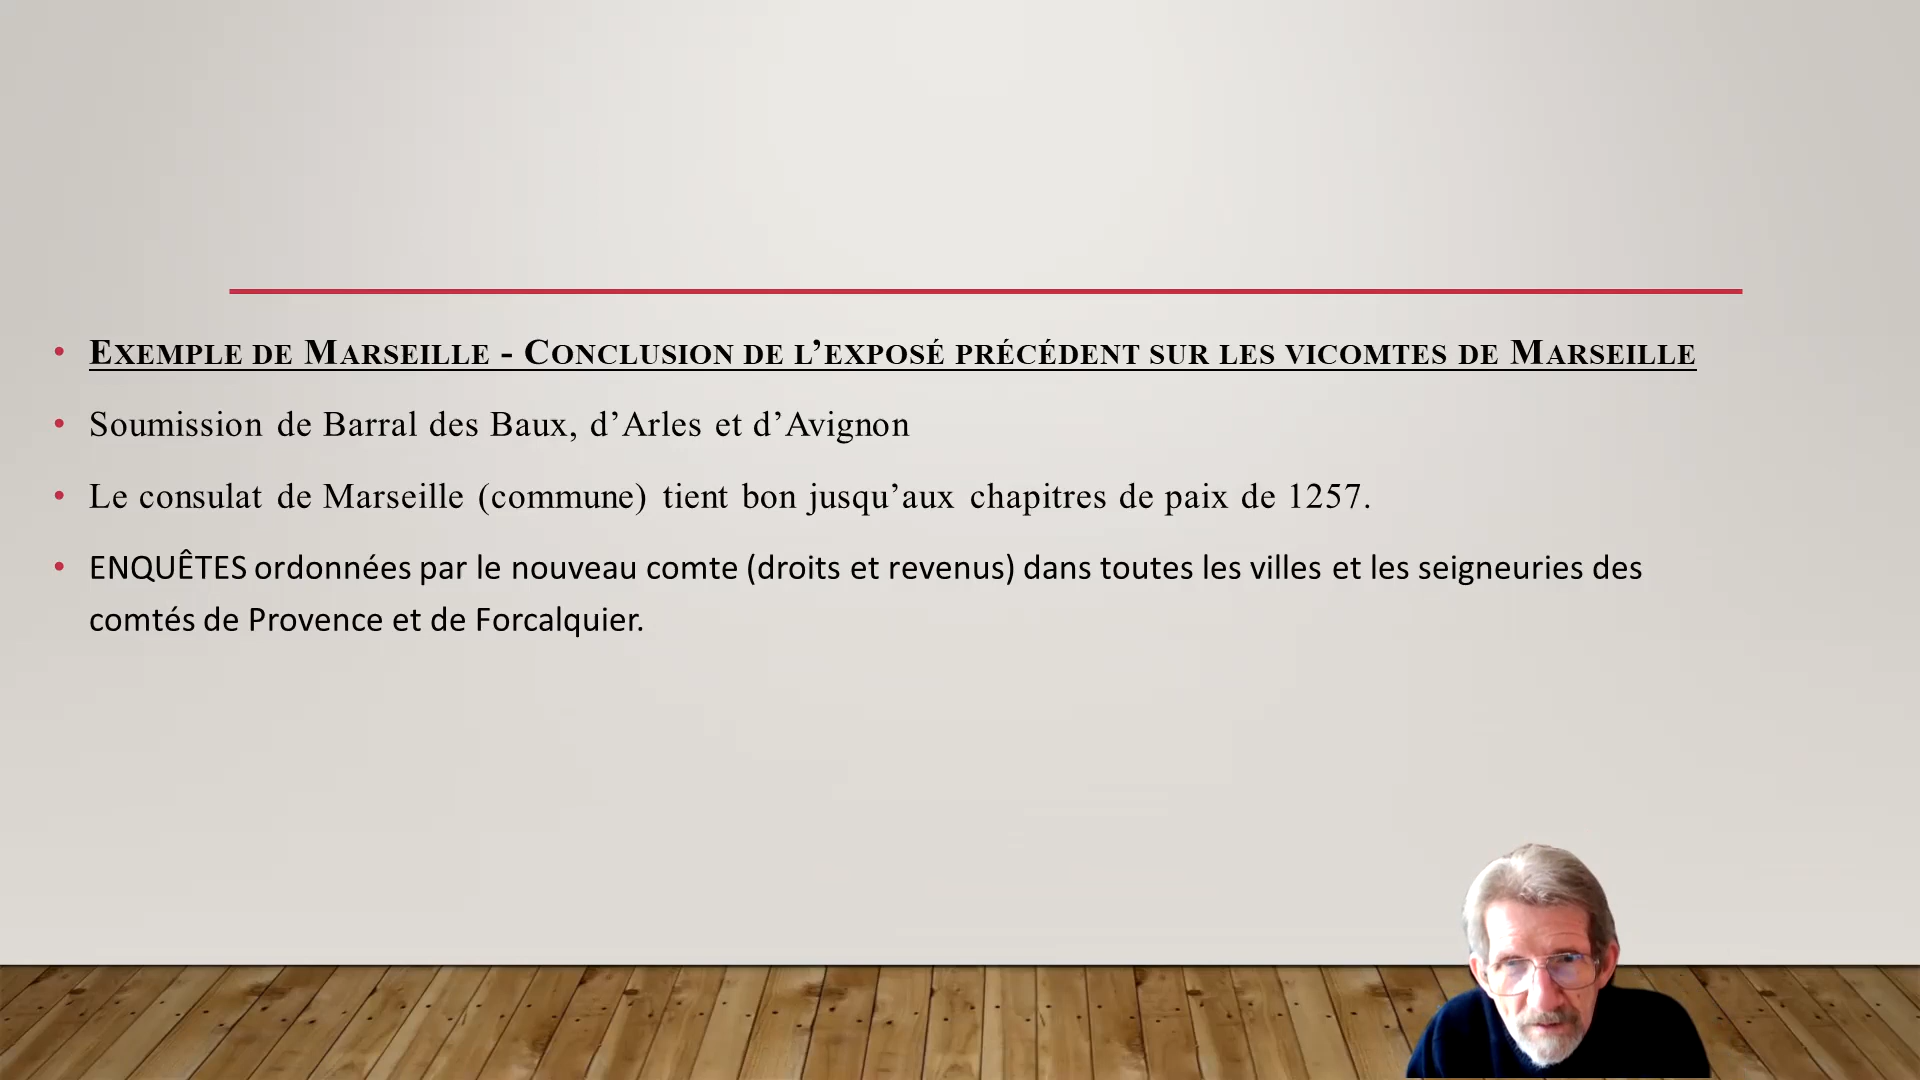 • Exemple de Marseille - Conclusion de l’exposé précédent sur les vicomtes de Marseille
• Soumission de Barral des Baux, d’Arles et d’Avignon
• Le consulat de Marseille (commune) tient bon jusqu’aux chapitres de paix de 1257.
• ENQUÊTES ordonnées par le nouveau comte (droits et revenus) dans toutes les villes et les seigneuries des
comtés de Provence et de Forcalquier.